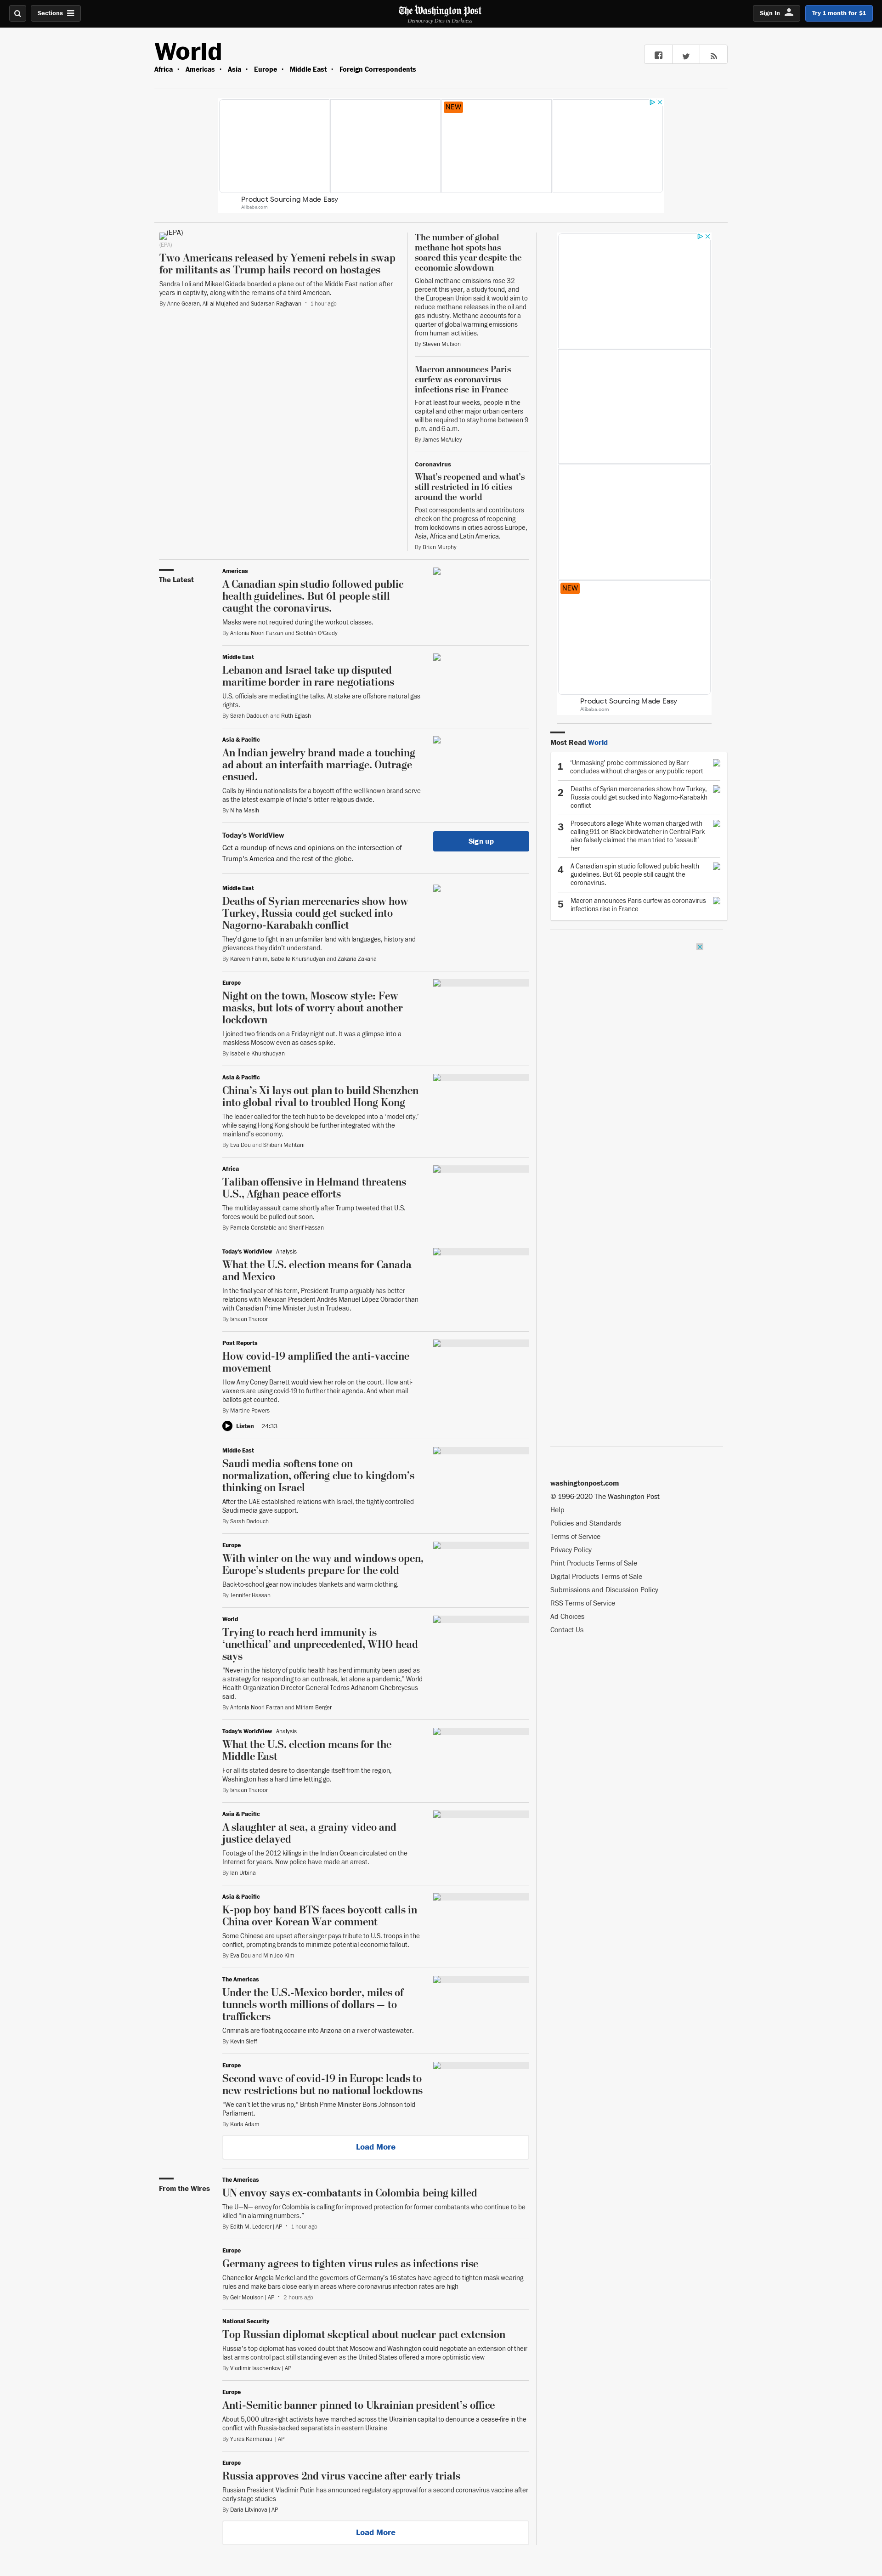 Sections
The Washington Post
Democracy Dies in Darkness
Sign In
Try 1 month for $1
World
Africa • Americas • Asia • Europe • Middle East • Foreign Correspondents
NEW
Product Sourcing Made Easy
Alibaba.com
(EPA)
(EPA)
Two Americans released by Yemeni rebels in swap
for militants as Trump hails record on hostages
Sandra Loli and Mikael Gidada boarded a plane out of the Middle East nation after
years in captivity, along with the remains of a third American.
By Anne Gearan, Ali al Mujahed and Sudarsan Raghavan • 1 hour ago
The number of global
methane hot spots has
soared this year despite the
economic slowdown
Global methane emissions rose 32
percent this year, a study found, and
the European Union said it would aim to
reduce methane releases in the oil and
gas industry. Methane accounts for a
quarter of global warming emissions
from human activities.
By Steven Mufson
Macron announces Paris
curfew as coronavirus
infections rise in France
For at least four weeks, people in the
capital and other major urban centers
will be required to stay home between 9
p.m. and 6 a.m.
By James McAuley
Coronavirus
What's reopened and what's
still restricted in 16 cities
around the world
Post correspondents and contributors
check on the progress of reopening
from lockdowns in cities across Europe,
Asia, Africa and Latin America.
By Brian Murphy
The Latest
Americas
A Canadian spin studio followed public
health guidelines. But 61 people still
caught the coronavirus.
Masks were not required during the workout classes.
By Antonia Noori Farzan and Siobhán O'Grady
Middle East
Lebanon and Israel take up disputed
maritime border in rare negotiations
U.S. officials are mediating the talks. At stake are offshore natural gas
rights.
By Sarah Dadouch and Ruth Eglash
Asia & Pacific
An Indian jewelry brand made a touching
ad about an interfaith marriage. Outrage
ensued.
Calls by Hindu nationalists for a boycott of the well-known brand serve
as the latest example of India's bitter religious divide.
By Niha Masih
Today's WorldView
Get a roundup of news and opinions on the intersection of
Trump's America and the rest of the globe.
Sign up
Middle East
Deaths of Syrian mercenaries show how
Turkey, Russia could get sucked into
Nagorno-Karabakh conflict
They'd gone to fight in an unfamiliar land with languages, history and
grievances they didn't understand.
By Kareem Fahim, Isabelle Khurshudyan and Zakaria Zakaria
Europe
Night on the town, Moscow style: Few
masks, but lots of worry about another
lockdown
I joined two friends on a Friday night out. It was a glimpse into a
maskless Moscow even as cases spike.
By Isabelle Khurshudyan
Asia & Pacific
China's Xi lays out plan to build Shenzhen
into global rival to troubled Hong Kong
The leader called for the tech hub to be developed into a 'model city,'
while saying Hong Kong should be further integrated with the
mainland's economy.
By Eva Dou and Shibani Mahtani
Africa
Taliban offensive in Helmand threatens
U.S., Afghan peace efforts
The multiday assault came shortly after Trump tweeted that U.S.
forces would be pulled out soon.
By Pamela Constable and Sharif Hassan
Today's WorldView Analysis
What the U.S. election means for Canada
and Mexico
In the final year of his term, President Trump arguably has better
relations with Mexican President Andrés Manuel López Obrador than
with Canadian Prime Minister Justin Trudeau.
By Ishaan Tharoor
Post Reports
How covid-19 amplified the anti-vaccine
movement
How Amy Coney Barrett would view her role on the court. How anti-
vaxxers are using covid-19 to further their agenda. And when mail
ballots get counted.
By Martine Powers
Listen 24:33
Middle East
Saudi media softens tone on
normalization, offering clue to kingdom's
thinking on Israel
After the UAE established relations with Israel, the tightly controlled
Saudi media gave support.
By Sarah Dadouch
Europe
With winter on the way and windows open,
Europe's students prepare for the cold
Back-to-school gear now includes blankets and warm clothing.
By Jennifer Hassan
World
Trying to reach herd immunity is
'unethical' and unprecedented, WHO head
says
"Never in the history of public health has herd immunity been used as
a strategy for responding to an outbreak, let alone a pandemic," World
Health Organization Director-General Tedros Adhanom Ghebreyesus
said.
By Antonia Noori Farzan and Miriam Berger
Today's WorldView Analysis
What the U.S. election means for the
Middle East
For all its stated desire to disentangle itself from the region,
Washington has a hard time letting go.
By Ishaan Tharoor
Asia & Pacific
A slaughter at sea, a grainy video and
justice delayed
Footage of the 2012 killings in the Indian Ocean circulated on the
Internet for years. Now police have made an arrest.
By Ian Urbina
Asia & Pacific
K-pop boy band BTS faces boycott calls in
China over Korean War comment
Some Chinese are upset after singer pays tribute to U.S. troops in the
conflict, prompting brands to minimize potential economic fallout.
By Eva Dou and Min Joo Kim
The Americas
Under the U.S.-Mexico border, miles of
tunnels worth millions of dollars — to
traffickers
Criminals are floating cocaine into Arizona on a river of wastewater.
By Kevin Sieff
Europe
Second wave of covid-19 in Europe leads to
new restrictions but no national lockdowns
"We can't let the virus rip," British Prime Minister Boris Johnson told
Parliament.
By Karla Adam
Load More
From the Wires
The Americas
UN envoy says ex-combatants in Colombia being killed
The U—N— envoy for Colombia is calling for improved protection for former combatants who continue to be
killed "in alarming numbers."
By Edith M. Lederer | AP • 1 hour ago
Europe
Germany agrees to tighten virus rules as infections rise
Chancellor Angela Merkel and the governors of Germany's 16 states have agreed to tighten mask-wearing
rules and make bars close early in areas where coronavirus infection rates are high
By Geir Moulson | AP • 2 hours ago
National Security
Top Russian diplomat skeptical about nuclear pact extension
Russia's top diplomat has voiced doubt that Moscow and Washington could negotiate an extension of their
last arms control pact still standing even as the United States offered a more optimistic view
By Vladimir Isachenkov | AP
Europe
Anti-Semitic banner pinned to Ukrainian president's office
About 5,000 ultra-right activists have marched across the Ukrainian capital to denounce a cease-fire in the
conflict with Russia-backed separatists in eastern Ukraine
By Yuras Karmanau | AP
Europe
Russia approves 2nd virus vaccine after early trials
Russian President Vladimir Putin has announced regulatory approval for a second coronavirus vaccine after
early-stage studies
By Daria Litvinova | AP
Load More
NEW
Product Sourcing Made Easy
Alibaba.com
Most Read World
1 'Unmasking' probe commissioned by Barr
concludes without charges or any public report
2 Deaths of Syrian mercenaries show how Turkey,
Russia could get sucked into Nagorno-Karabakh
conflict
3 Prosecutors allege White woman charged with
calling 911 on Black birdwatcher in Central Park
also falsely claimed the man tried to 'assault'
her
4 A Canadian spin studio followed public health
guidelines. But 61 people still caught the
coronavirus.
5 Macron announces Paris curfew as coronavirus
infections rise in France
washingtonpost.com
© 1996-2020 The Washington Post
Help
Policies and Standards
Terms of Service
Privacy Policy
Print Products Terms of Sale
Digital Products Terms of Sale
Submissions and Discussion Policy
RSS Terms of Service
Ad Choices
Contact Us